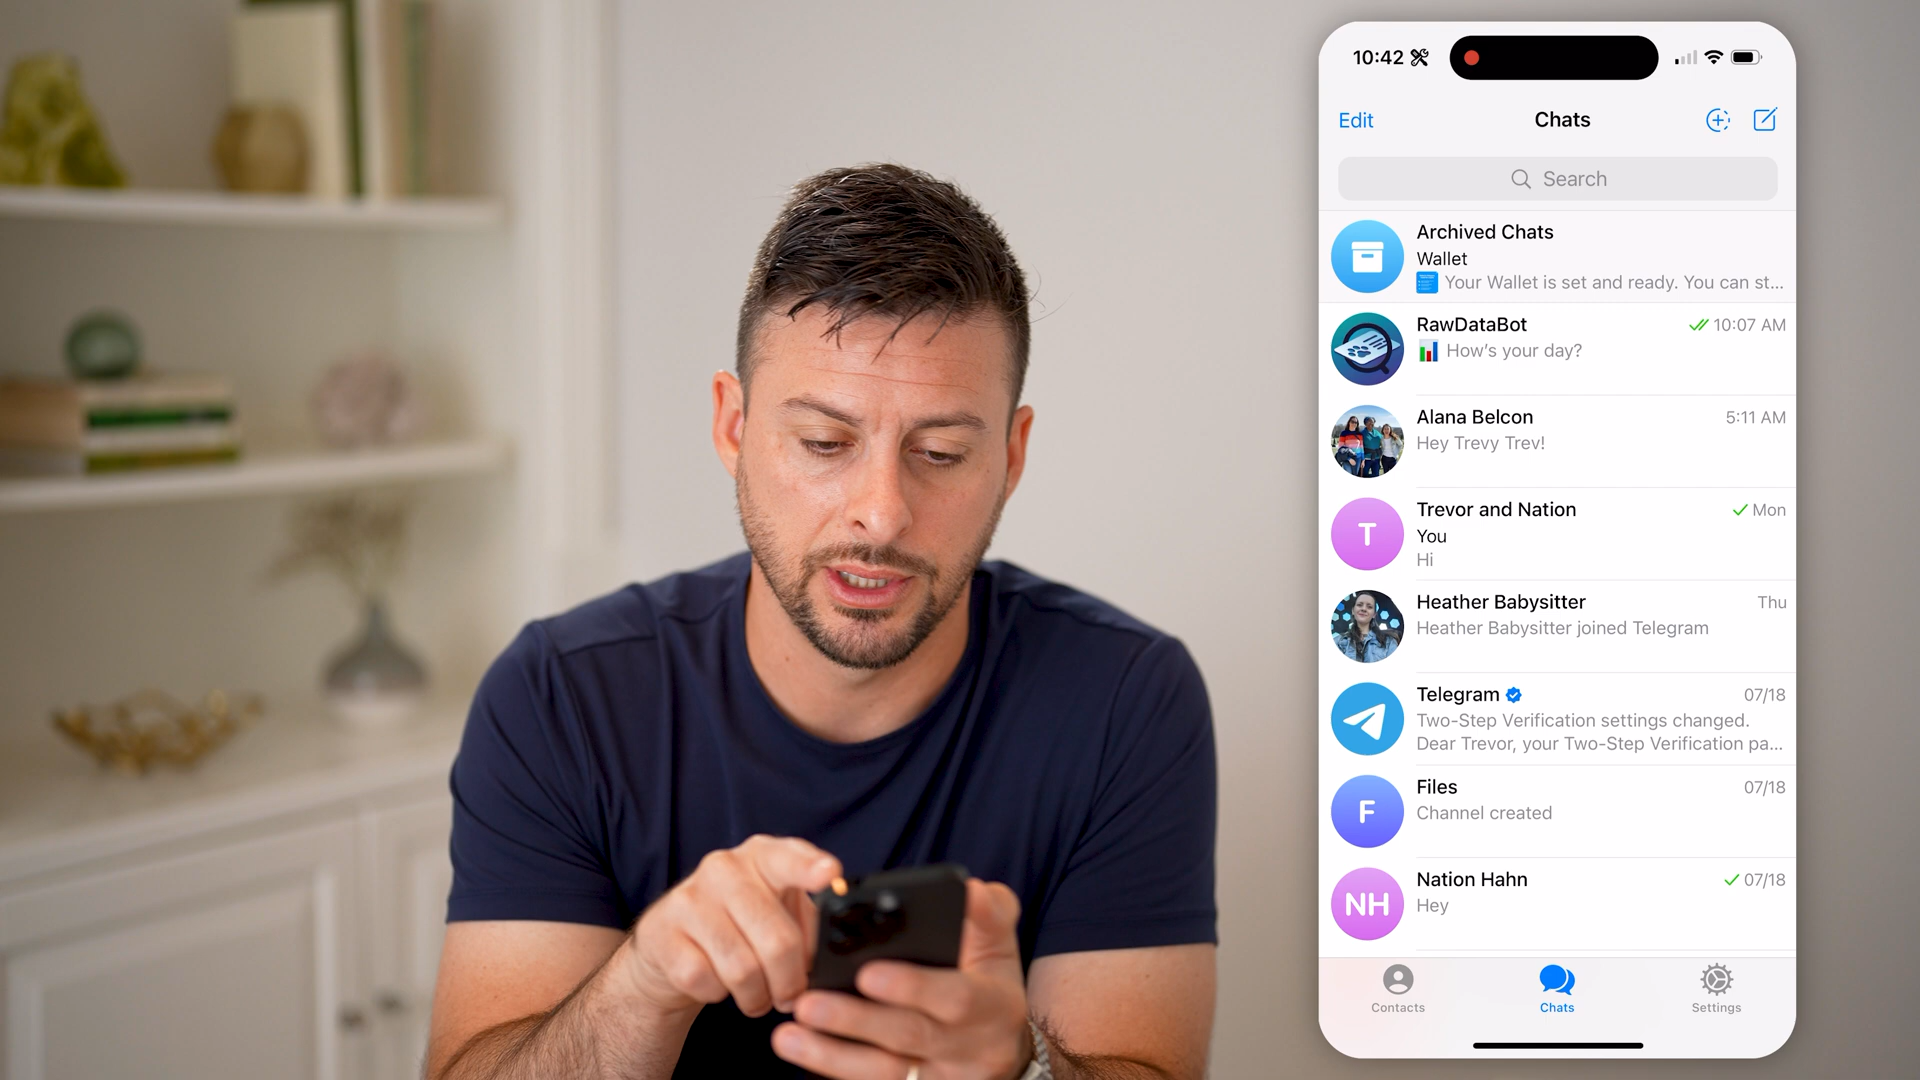 10:42
Edit
Chats
Search
Archived Chats
Wallet
Your Wallet is set and ready. You can st...
RawDataBot
10:07 AM
How's your day?
Alana Belcon
5:11 AM
Hey Trevy Trev!
T
Trevor and Nation
Mon
You
Hi
Heather Babysitter
Thu
Heather Babysitter joined Telegram
Telegram
07/18
Two-Step Verification settings changed.
Dear Trevor, your Two-Step Verification pa...
F
Files
07/18
Channel created
NH
Nation Hahn
07/18
Hey
Contacts
Chats
Settings